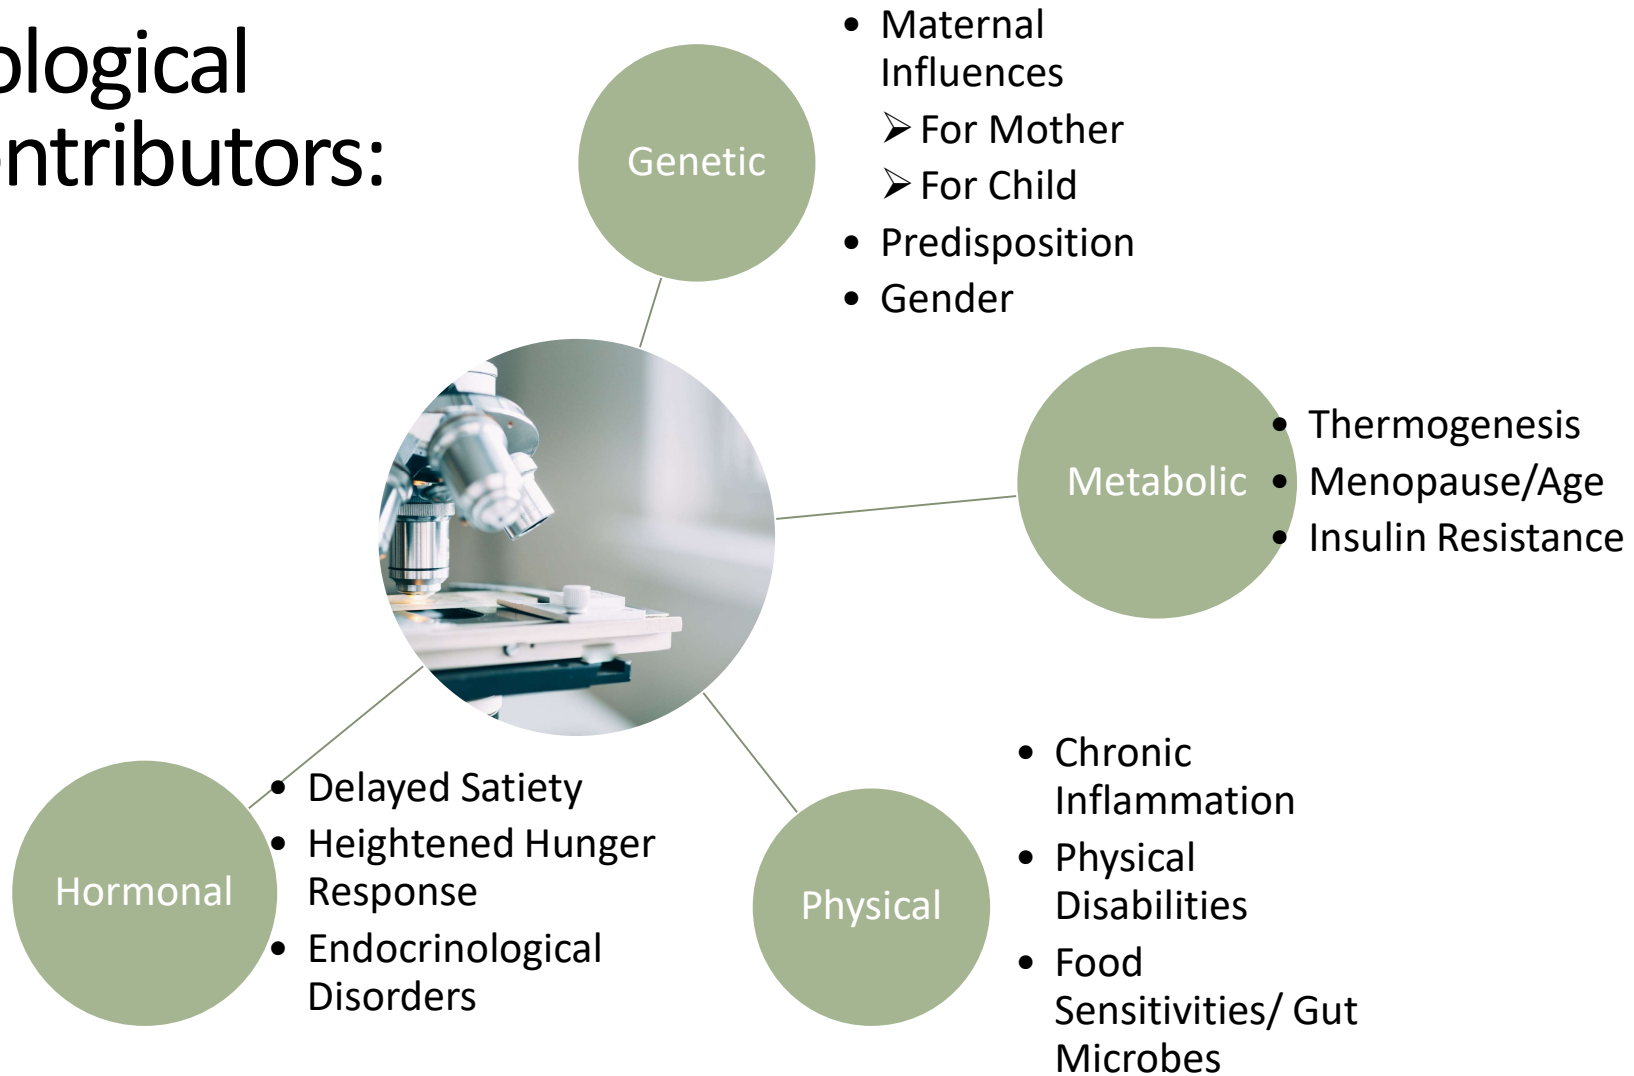 ological
ntributors:
Genetic
• Maternal
Influences
➢ For Mother
➢ For Child
• Predisposition
• Gender
Metabolic
• Thermogenesis
• Menopause/Age
• Insulin Resistance
Hormonal
• Delayed Satiety
• Heightened Hunger
Response
• Endocrinological
Disorders
Physical
• Chronic
Inflammation
• Physical
Disabilities
• Food
Sensitivities/ Gut
Microbes